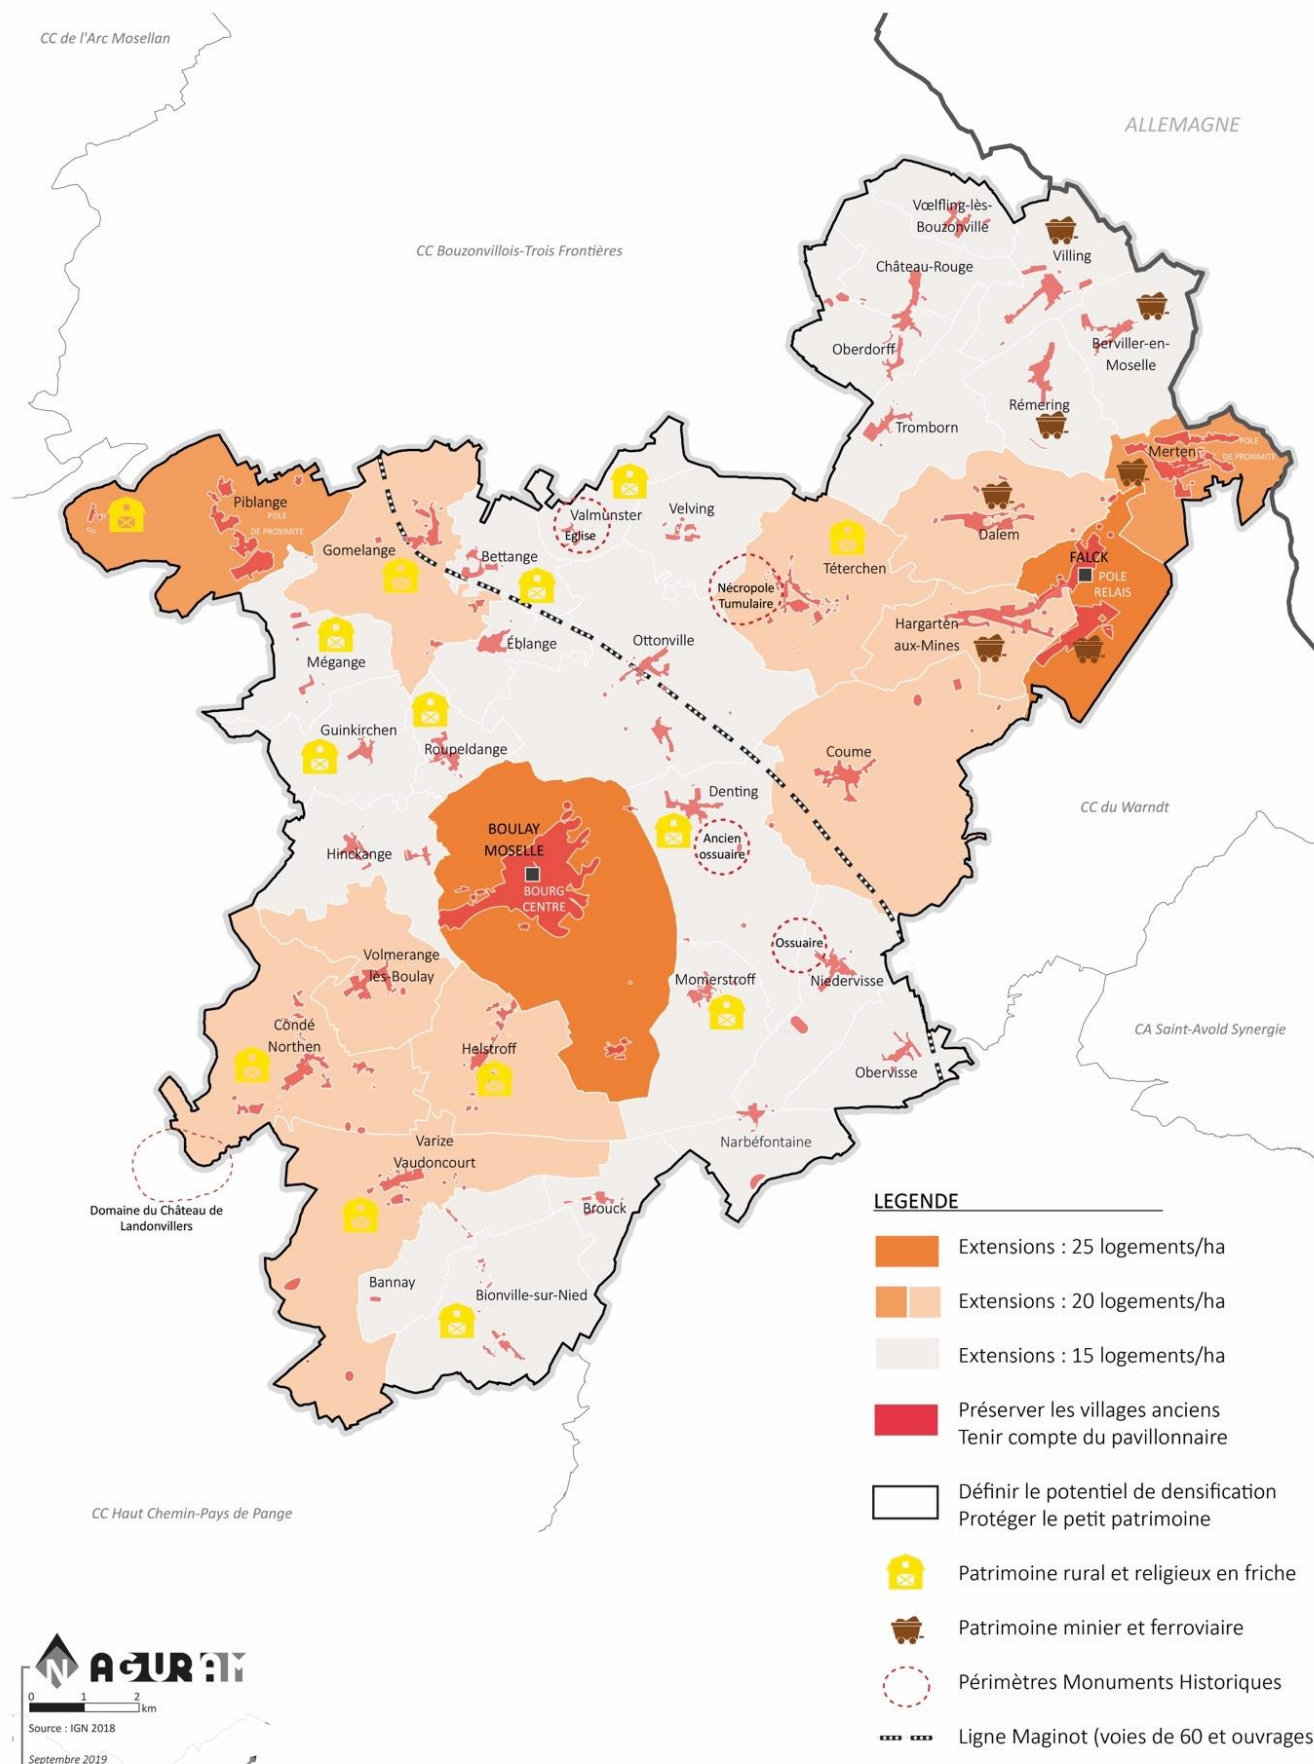 CC de l'Arc Mosellan
ALLEMAGNE
CC Bouzonvillois-Trois Frontières
Vœlfling-lès-
Bouzonville
Villing
Château-Rouge
Oberdorff
Berviller-en-
Moselle
Rémering
Tromborn
Merten
POLE
DE PROXIMITE
Piblange
POLE
DE PROXIMITE
Valmunster
Eglise
Velving
Dalem
Gomelange
Bettange
Téterchen
FALCK
POLE
RELAIS
Nécropole
Tumulaire
Hargarten
aux-Mines
Éblange
Ottonville
Mégange
Guinkirchen
Roupeldange
Coume
Denting
CC du Warndt
BOULAY
MOSELLE
BOURG
CENTRE
Hinckange
Ancien
ossuaire
Ossuaire
Volmerange
lès-Boulay
Momerstroff
Niedervisse
Condé
Northen
Helstroff
CA Saint-Avold Synergie
Obervisse
Varize
Vaudoncourt
Narbéfontaine
Domaine du Château de
Landonvillers
Brouck
Bannay
Bionville-sur-Nied
CC Haut Chemin-Pays de Pange
LEGENDE
Extensions : 25 logements/ha
Extensions : 20 logements/ha
Extensions : 15 logements/ha
Préserver les villages anciens
Tenir compte du pavillonnaire
Définir le potentiel de densification
Protéger le petit patrimoine
Patrimoine rural et religieux en friche
Patrimoine minier et ferroviaire
Périmètres Monuments Historiques
Ligne Maginot (voies de 60 et ouvrages
N AGURAM
0 1 2 km
Source : IGN 2018
Septembre 2019